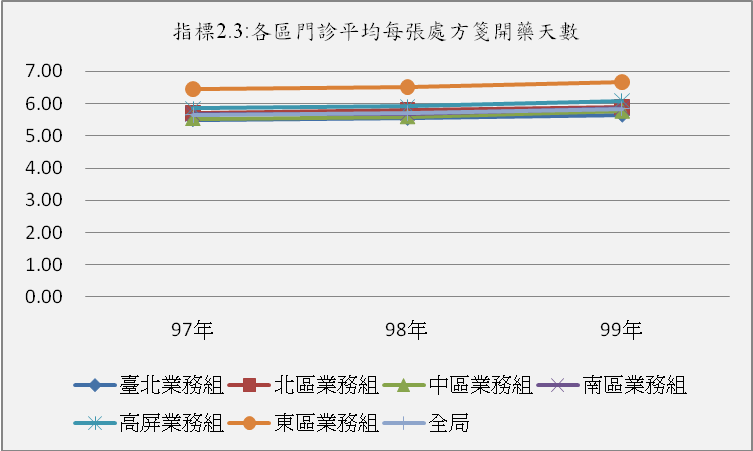 指標2.3:各區門診平均每張處方箋開藥天數
7.00
6.00
5.00
4.00
3.00
2.00
1.00
0.00
97年 98年 99年
臺北業務組 北區業務組 中區業務組 南區業務組
高屏業務組 東區業務組 全局